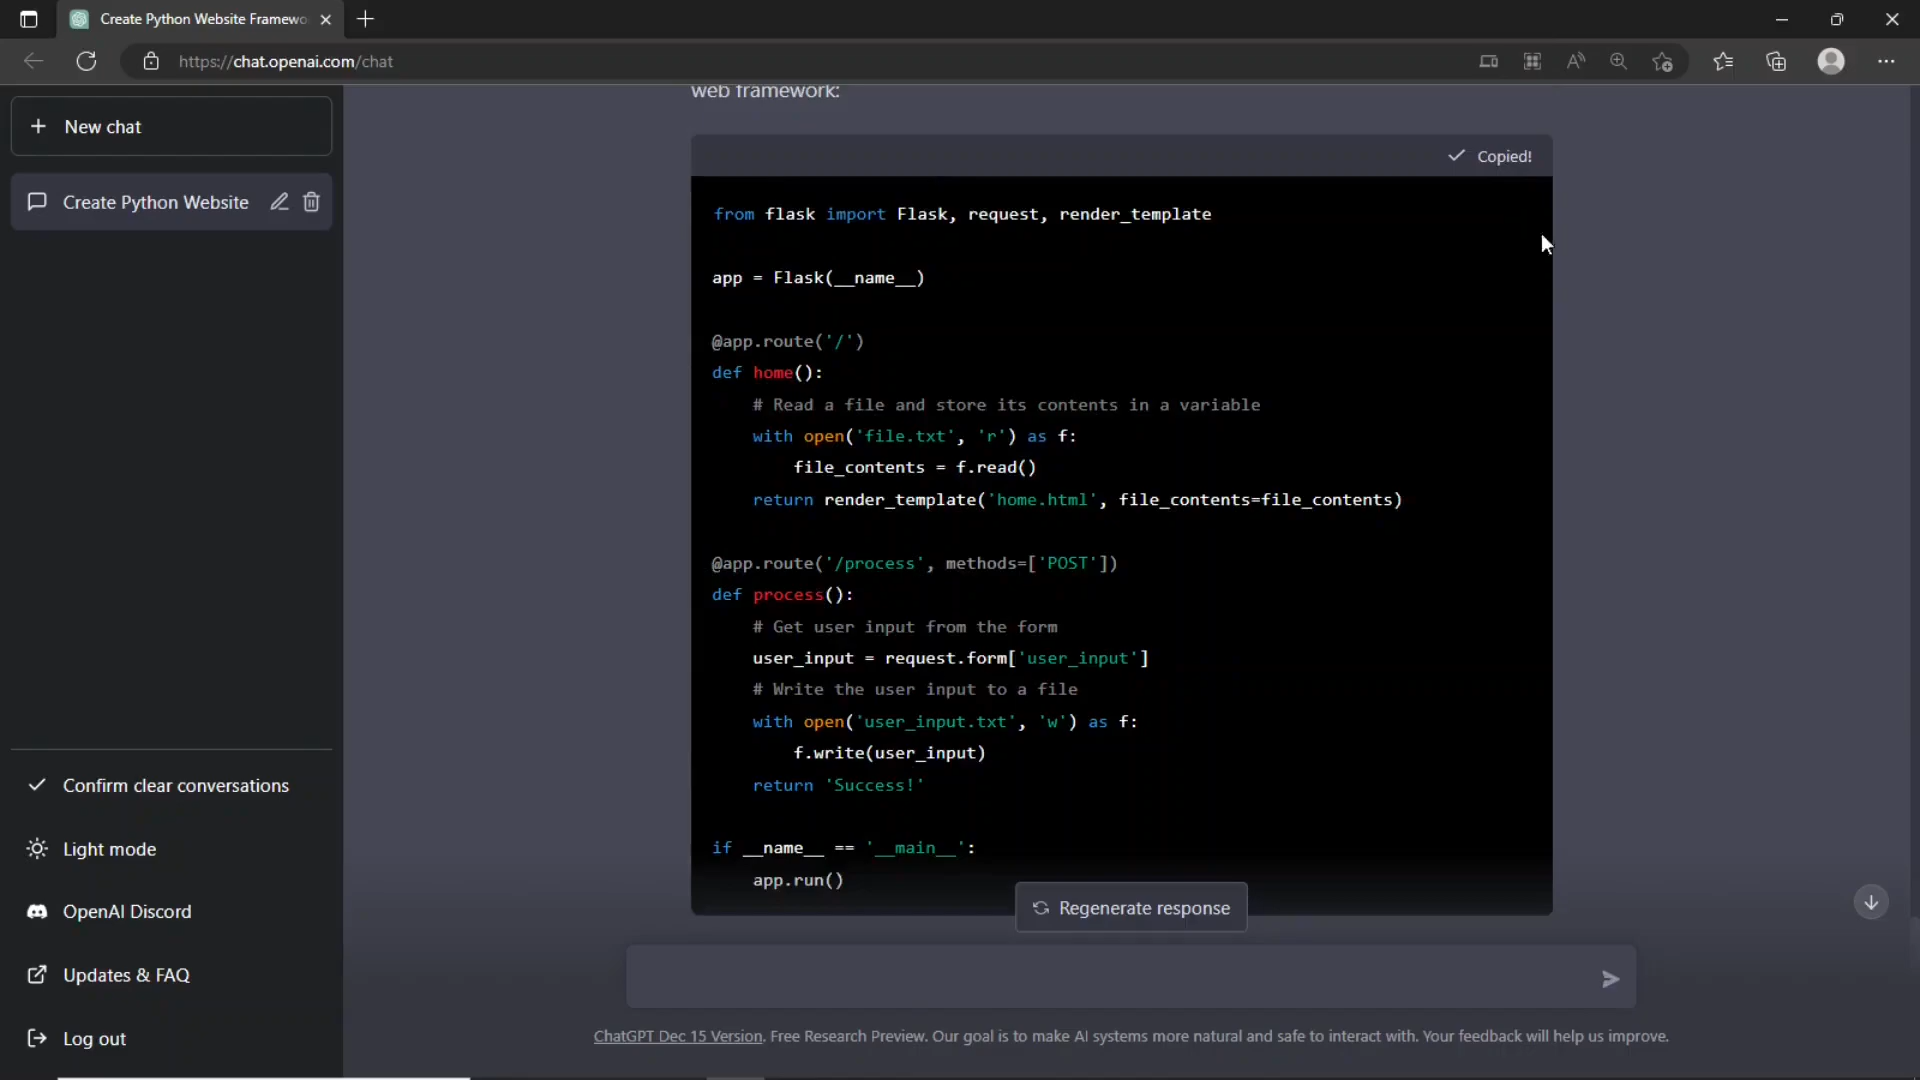 Create Python Website Framewo
https://chat.openai.com/chat
New chat
Create Python Website
Confirm clear conversations
Light mode
OpenAI Discord
Updates & FAQ
Log out
web framework:
Copied!
from flask import Flask, request, render_template
app = Flask(__name__)
@app.route('/')
def home():
    # Read a file and store its contents in a variable
    with open('file.txt', 'r') as f:
        file_contents = f.read()
    return render_template('home.html', file_contents=file_contents)
@app.route('/process', methods=['POST'])
def process():
    # Get user input from the form
    user_input = request.form['user_input']
    # Write the user input to a file
    with open('user_input.txt', 'w') as f:
        f.write(user_input)
    return 'Success!'
if __name__ == '__main__':
    app.run()
Regenerate response
ChatGPT Dec 15 Version. Free Research Preview. Our goal is to make AI systems more natural and safe to interact with. Your feedback will help us improve.